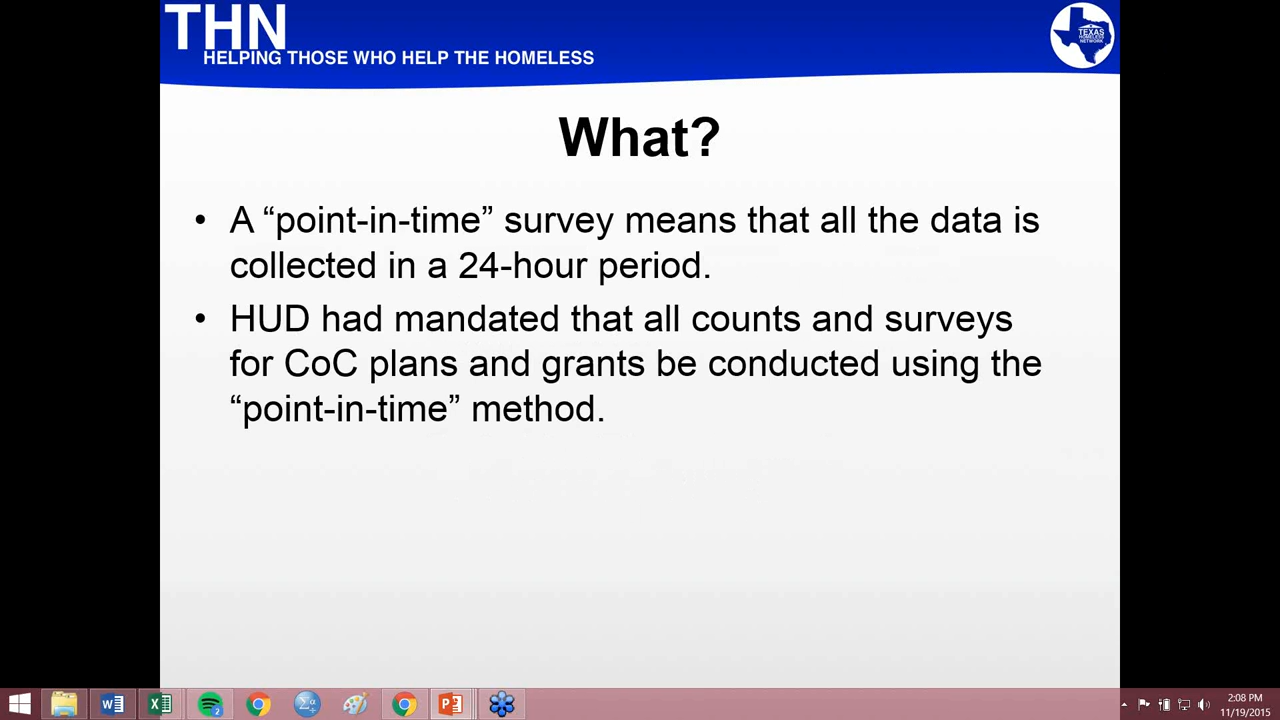 THN
HELPING THOSE WHO HELP THE HOMELESS
TEXAS
HOMELESS
NETWORK
What?
• A “point-in-time” survey means that all the data is
collected in a 24-hour period.
• HUD had mandated that all counts and surveys
for CoC plans and grants be conducted using the
“point-in-time” method.
2
2:08 PM
11/19/2015